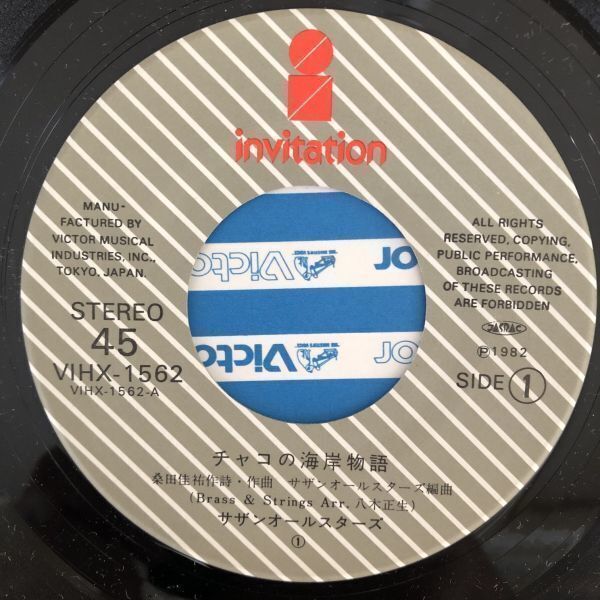 invitation
MANU-
FACTURED BY
VICTOR MUSICAL
INDUSTRIES, INC.,
TOKYO, JAPAN.
STEREO
45
VIHX-1562
VIHX-1562-A
ALL RIGHTS
RESERVED, COPYING,
PUBLIC PERFORMANCE,
BROADCASTING
OF THESE RECORDS
ARE FORBIDDEN
JASRAC
Ⓟ1982
SIDE ①
Victo
Victo
チャコの海岸物語
桑田佳祐作詩・作曲 サザンオールスターズ編曲
(Brass & Strings Arr. 八木正生)
サザンオールスターズ
①